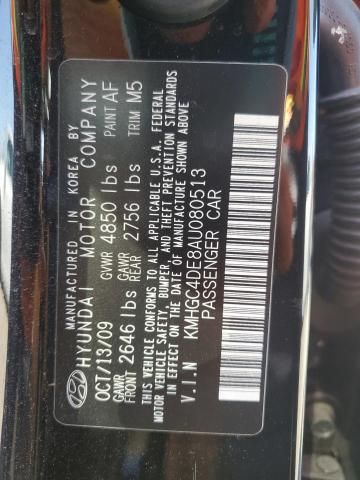 MANUFACTURED IN KOREA BY
HYUNDAI MOTOR COMPANY
OCT/13/09 GVWR 4850 lbs PAINT AF
GAWR FRONT 2646 lbs GAWR REAR 2756 lbs TRIM M5
THIS VEHICLE CONFORMS TO ALL APPLICABLE U.S.A. FEDERAL
MOTOR VEHICLE SAFETY, BUMPER, AND THEFT PREVENTION STANDARDS
IN EFFECT ON THE DATE OF MANUFACTURE SHOWN ABOVE
V.I.N KMHGC4DE8AU080513
PASSENGER CAR